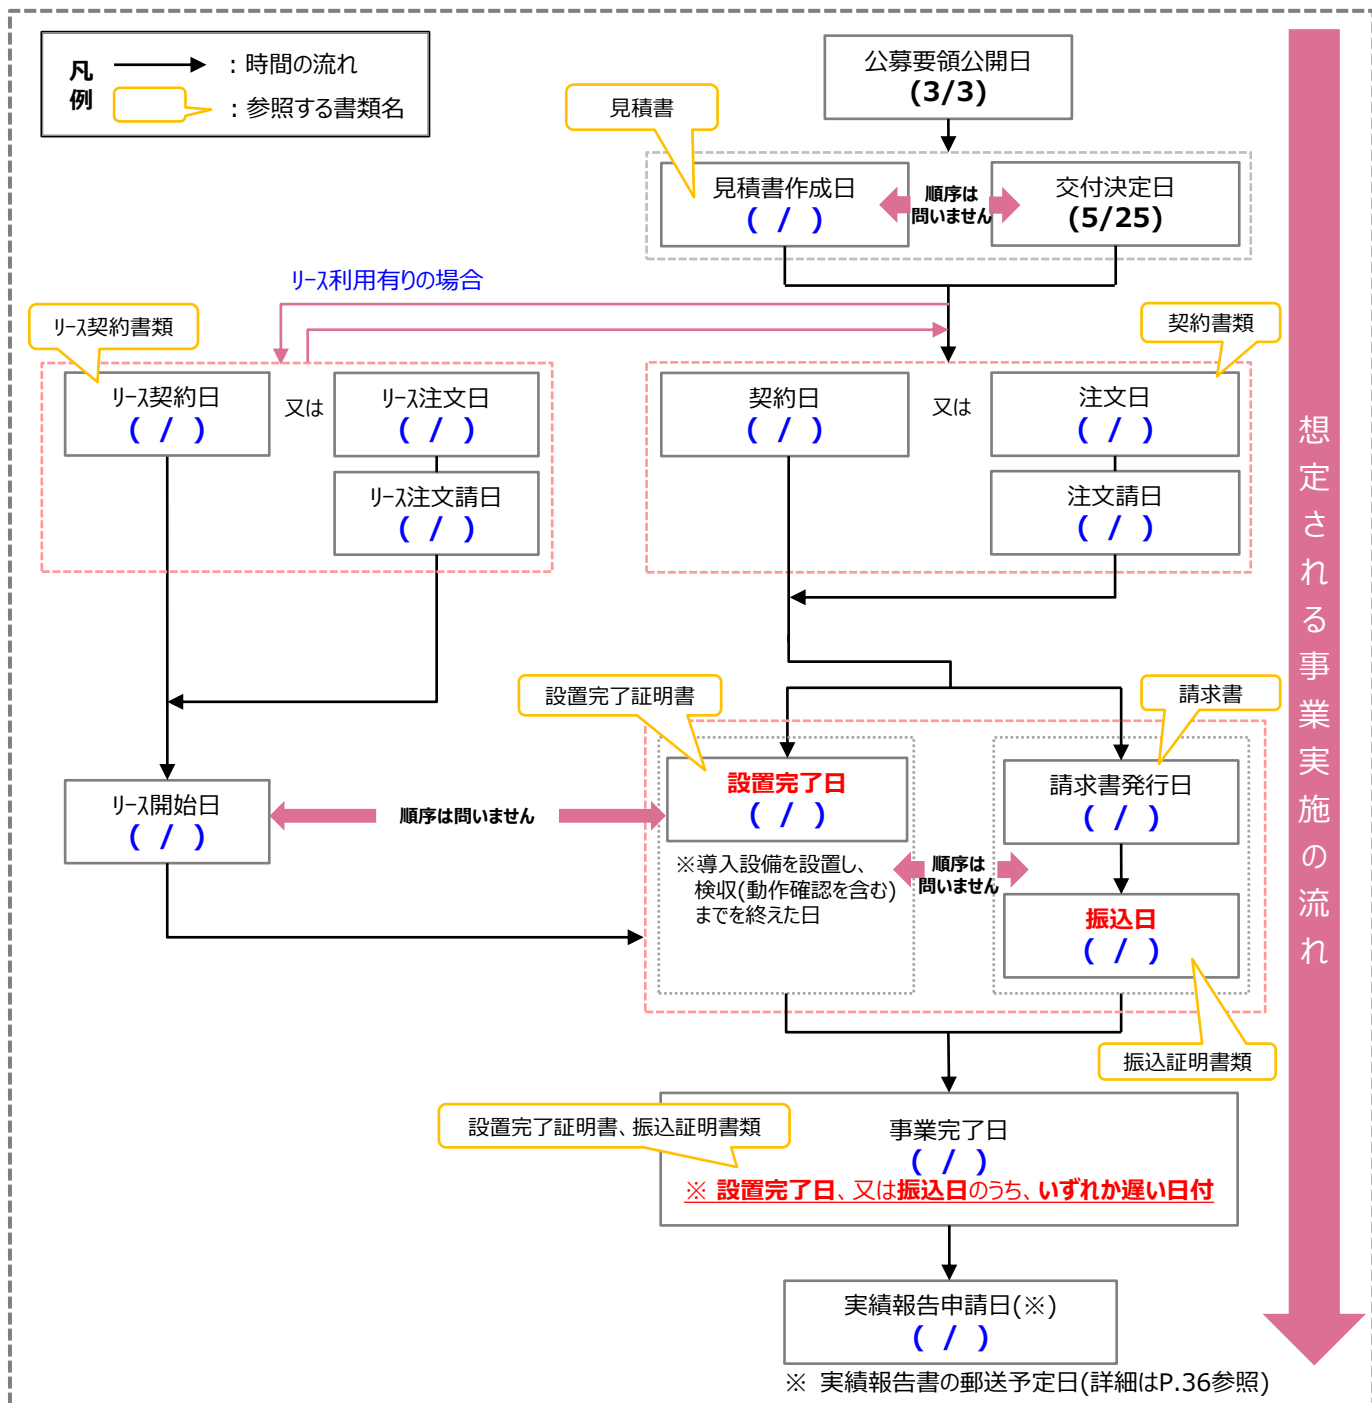 凡
例
：時間の流れ
：参照する書類名
公募要領公開日
(3/3)
見積書
見積書作成日
( / )
順序は
問いません
交付決定日
(5/25)
リース利用有りの場合
リース契約書類
契約書類
リース契約日
( / )
又は
リース注文日
( / )
リース注文請日
( / )
契約日
( / )
又は
注文日
( / )
注文請日
( / )
設置完了証明書
請求書
リース開始日
( / )
順序は問いません
設置完了日
( / )
※導入設備を設置し、
検収(動作確認を含む)
までを終えた日
順序は
問いません
請求書発行日
( / )
振込日
( / )
振込証明書類
設置完了証明書、振込証明書類
事業完了日
( / )
※ 設置完了日、又は振込日のうち、いずれか遅い日付
実績報告申請日(※)
( / )
※ 実績報告書の郵送予定日(詳細はP.36参照)
想定される事業実施の流れ